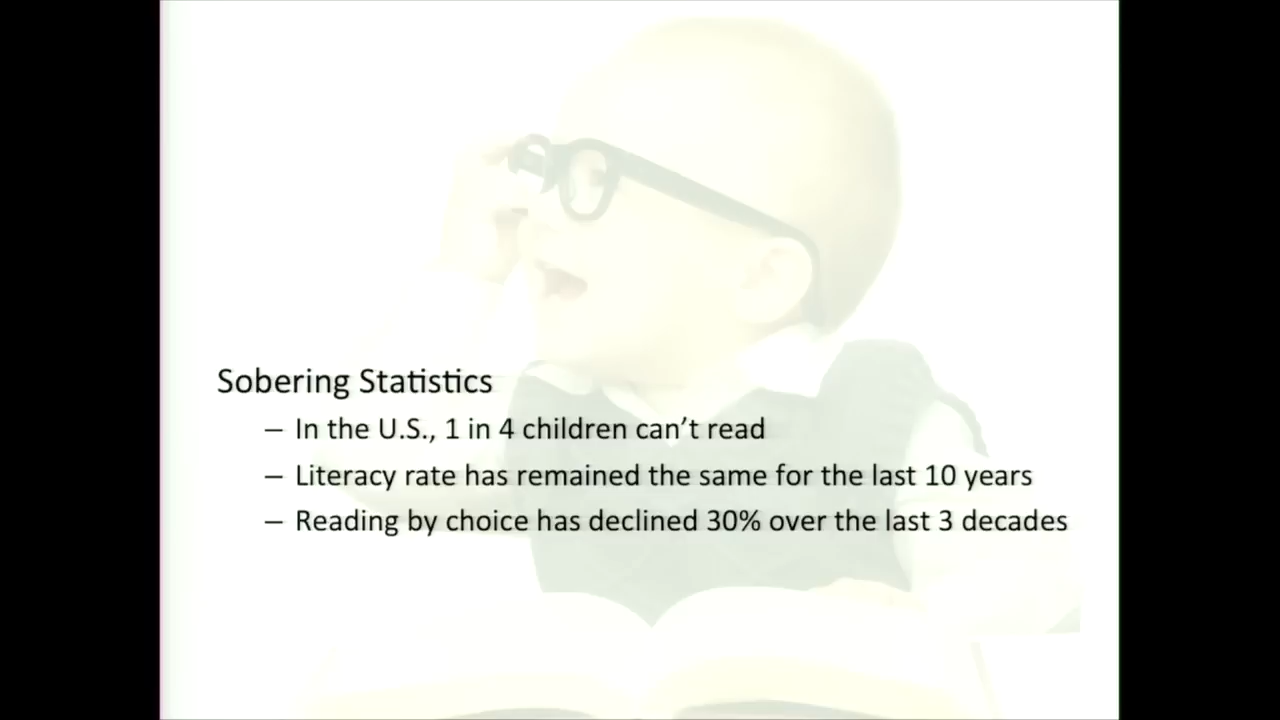 Sobering Statistics
– In the U.S., 1 in 4 children can’t read
– Literacy rate has remained the same for the last 10 years
– Reading by choice has declined 30% over the last 3 decades